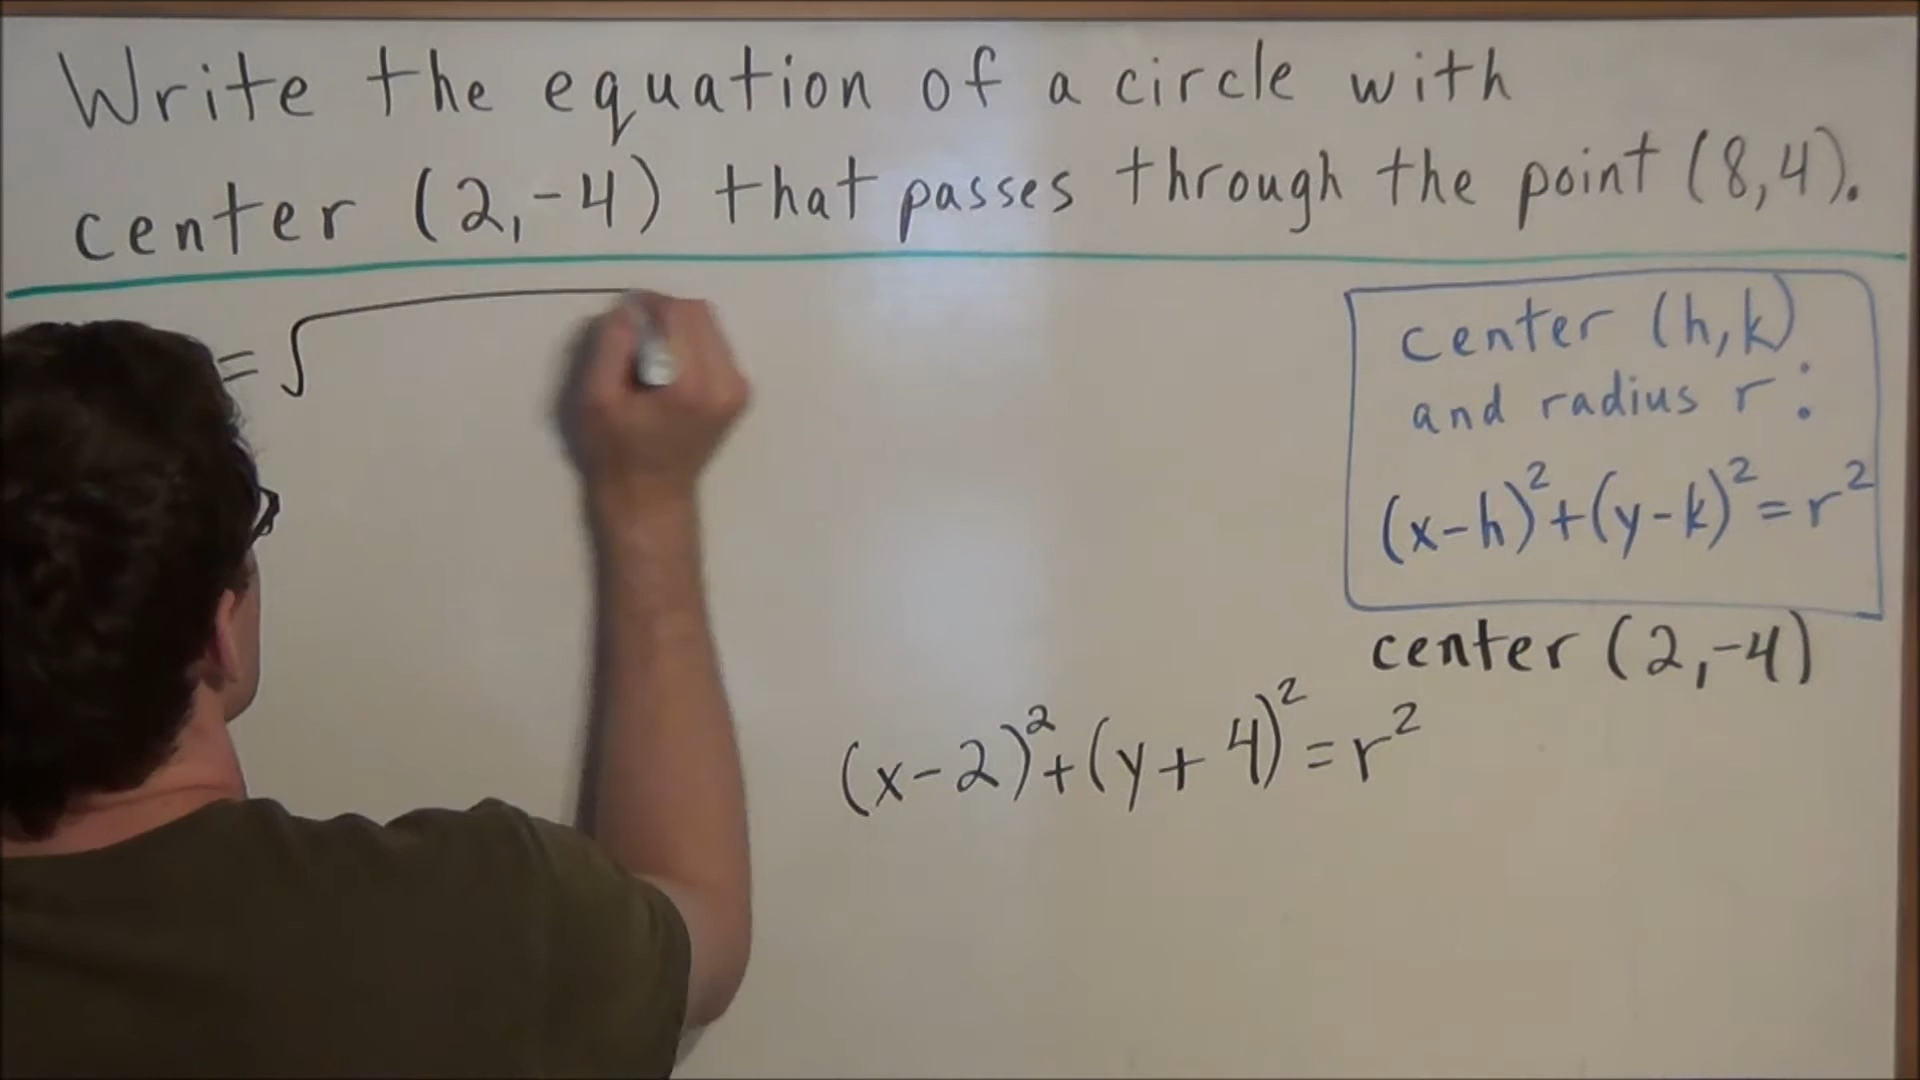 Write the equation of a circle with
center (2,-4) that passes through the point (8,4).
= √
center (h,k)
and radius r:
(x-h)²+(y-k)²=r²
center (2,-4)
(x-2)²+(y+4)²=r²